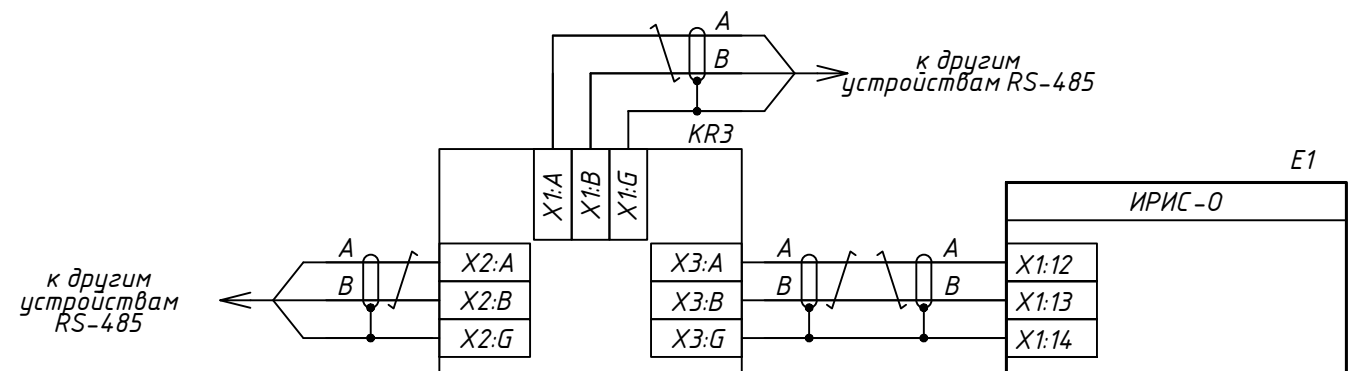 A
B
к другим
устройствам RS-485
KR3
X1:A
X1:B
X1:G
E1
ИРИС-О
A
B
к другим
устройствам
RS-485
X2:A
X2:B
X2:G
X3:A
X3:B
X3:G
A
B
A
B
X1:12
X1:13
X1:14